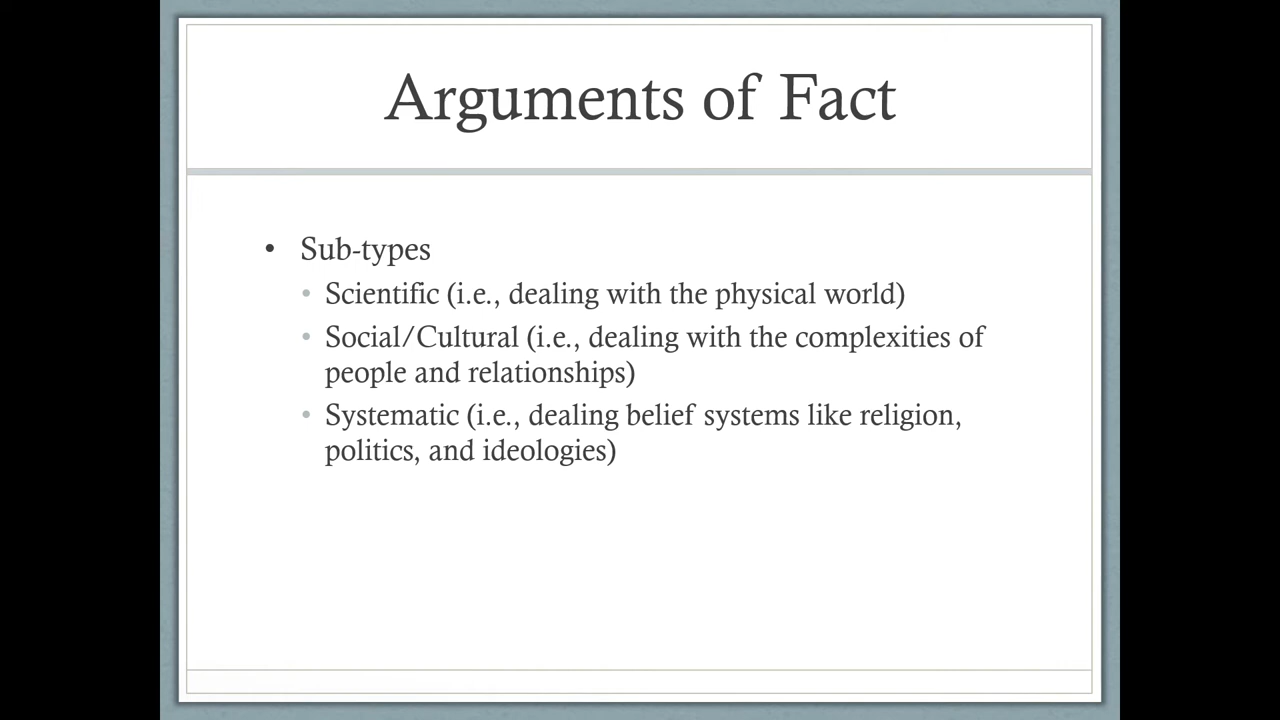 Arguments of Fact
• Sub-types
• Scientific (i.e., dealing with the physical world)
• Social/Cultural (i.e., dealing with the complexities of
people and relationships)
• Systematic (i.e., dealing belief systems like religion,
politics, and ideologies)